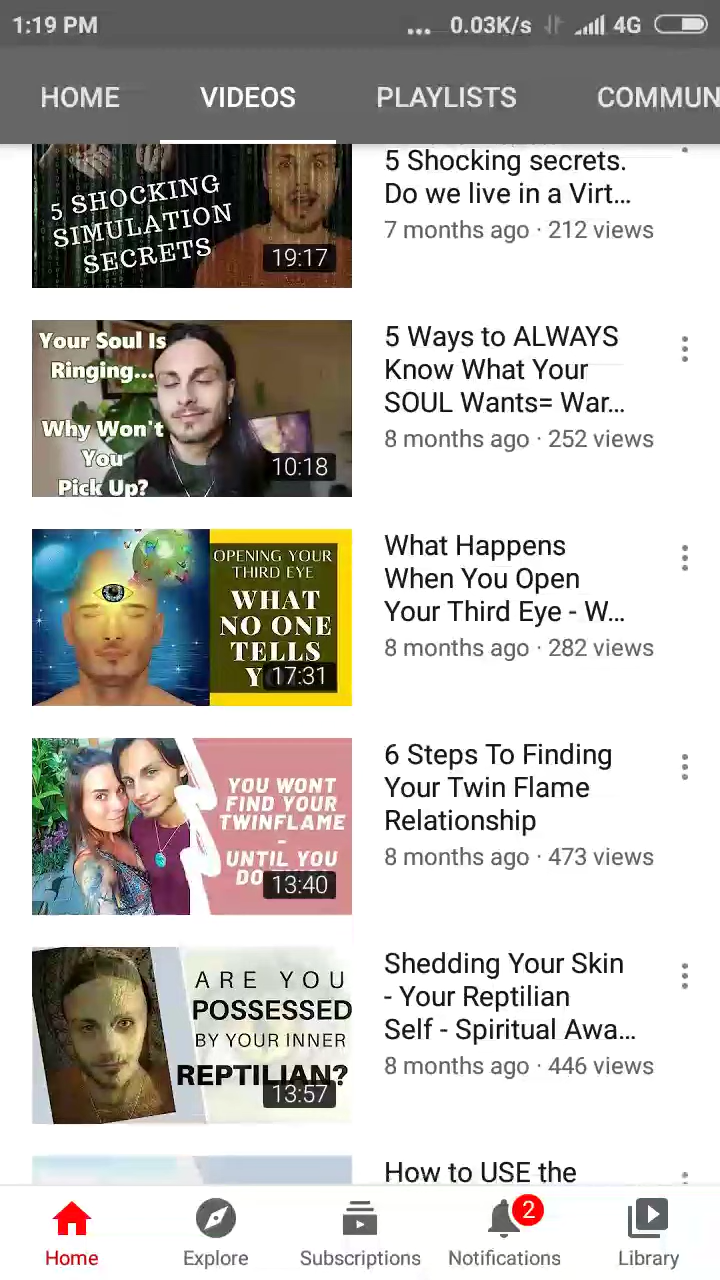 1:19 PM ... 0.03K/s 4G
HOME VIDEOS PLAYLISTS COMMUN
5 SHOCKING
SIMULATION
SECRETS
19:17
5 Shocking secrets.
Do we live in a Virt...
7 months ago · 212 views
Your Soul Is
Ringing...
Why Won't
You
Pick Up?
10:18
5 Ways to ALWAYS
Know What Your
SOUL Wants= War...
8 months ago · 252 views
OPENING YOUR
THIRD EYE
WHAT
NO ONE
TELLS
Y
17:31
What Happens
When You Open
Your Third Eye - W...
8 months ago · 282 views
YOU WONT
FIND YOUR
TWINFLAME
-
UNTIL YOU
DO
13:40
6 Steps To Finding
Your Twin Flame
Relationship
8 months ago · 473 views
ARE YOU
POSSESSED
BY YOUR INNER
REPTILIAN?
13:57
Shedding Your Skin
- Your Reptilian
Self - Spiritual Awa...
8 months ago · 446 views
How to USE the
2
Home Explore Subscriptions Notifications Library